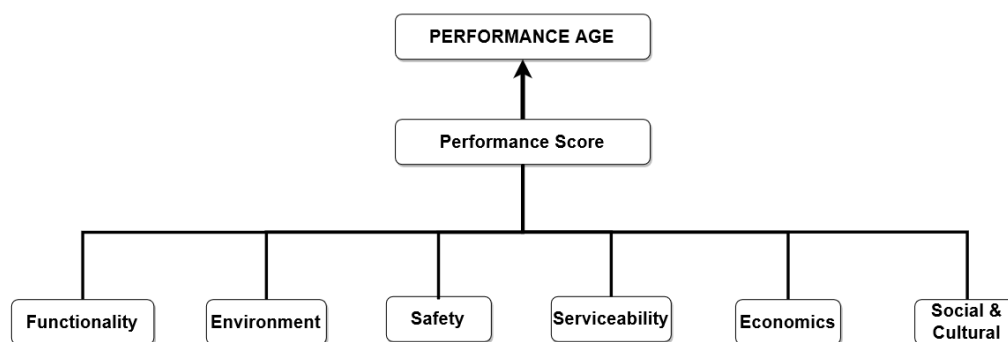 PERFORMANCE AGE
Performance Score
Functionality
Environment
Safety
Serviceability
Economics
Social &
Cultural